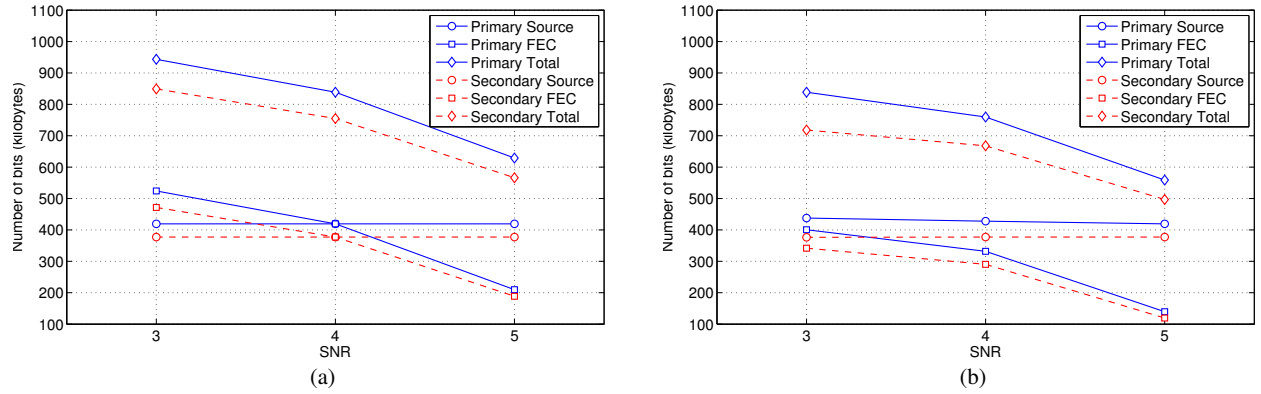 1100
1000
900
800
700
600
500
400
300
200
100
Number of bits (kilobytes)
3
4
5
SNR
Primary Source
Primary FEC
Primary Total
Secondary Source
Secondary FEC
Secondary Total
(a)
1100
1000
900
800
700
600
500
400
300
200
100
Number of bits (kilobytes)
3
4
5
SNR
Primary Source
Primary FEC
Primary Total
Secondary Source
Secondary FEC
Secondary Total
(b)